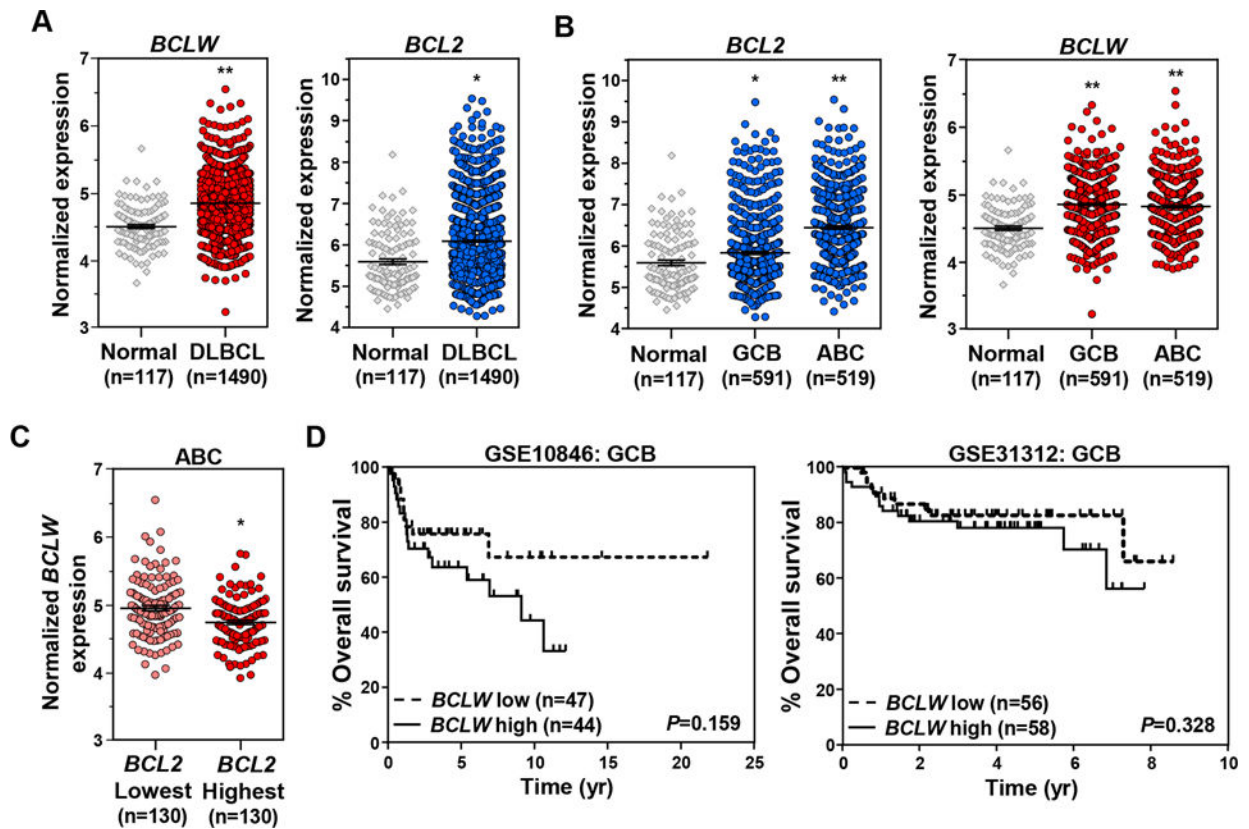 A
BCLW
Normalized expression
7
6
5
4
3
**
Normal
(n=117)
DLBCL
(n=1490)
BCL2
Normalized expression
10
9
8
7
6
5
4
*
Normal
(n=117)
DLBCL
(n=1490)
B
BCL2
Normalized expression
10
9
8
7
6
5
4
*
**
Normal
(n=117)
GCB
(n=591)
ABC
(n=519)
BCLW
Normalized expression
7
6
5
4
3
**
**
Normal
(n=117)
GCB
(n=591)
ABC
(n=519)
C
ABC
Normalized BCLW
expression
7
6
5
4
3
*
BCL2
Lowest
(n=130)
BCL2
Highest
(n=130)
D
GSE10846: GCB
% Overall survival
100
80
60
40
20
0
BCLW low (n=47)
BCLW high (n=44)
P=0.159
0 5 10 15 20 25
Time (yr)
GSE31312: GCB
% Overall survival
100
80
60
40
20
0
BCLW low (n=56)
BCLW high (n=58)
P=0.328
0 2 4 6 8 10
Time (yr)